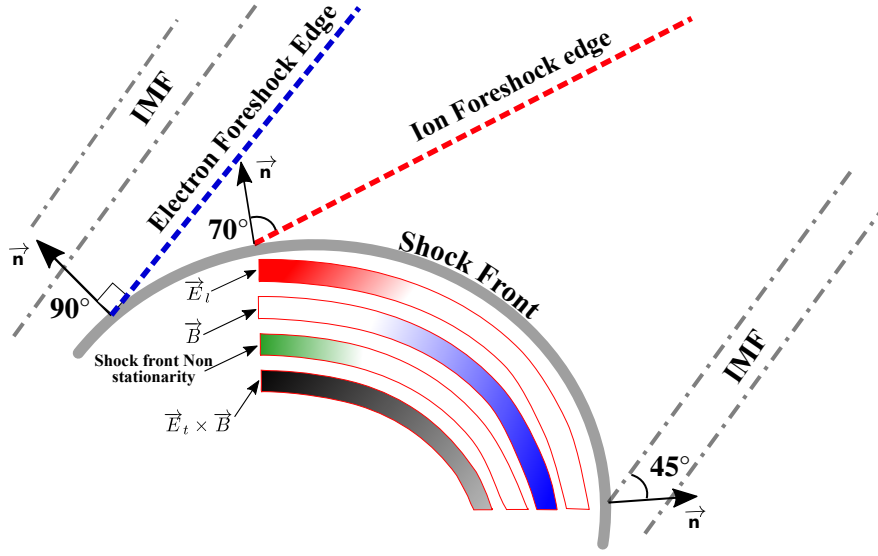 IMF
Electron Foreshock Edge
Ion Foreshock edge
n
70°
n
90°
Shock Front
E_l
B
Shock front Non
stationarity
E_t × B
IMF
45°
n